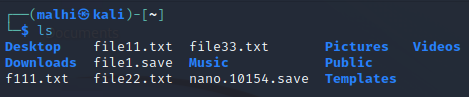 ┌──(malhi㉿kali)-[~]
└─$ ls
Desktop    file11.txt  file33.txt       Pictures   Videos
Downloads  file1.save  Music            Public
f111.txt   file22.txt  nano.10154.save  Templates